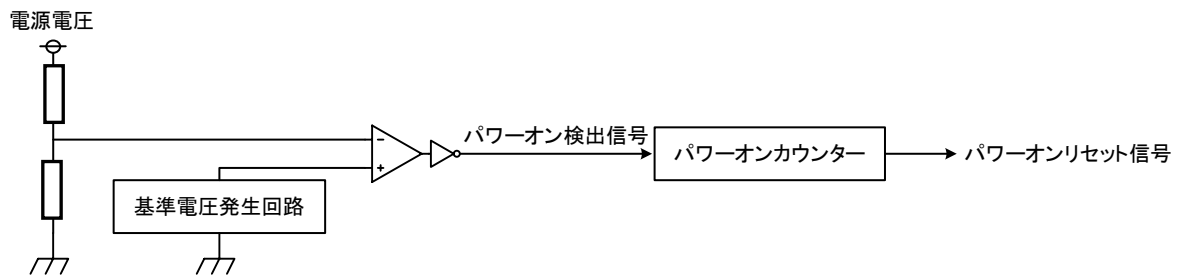 電源電圧
パワーオン検出信号
パワーオンカウンター
パワーオンリセット信号
基準電圧発生回路